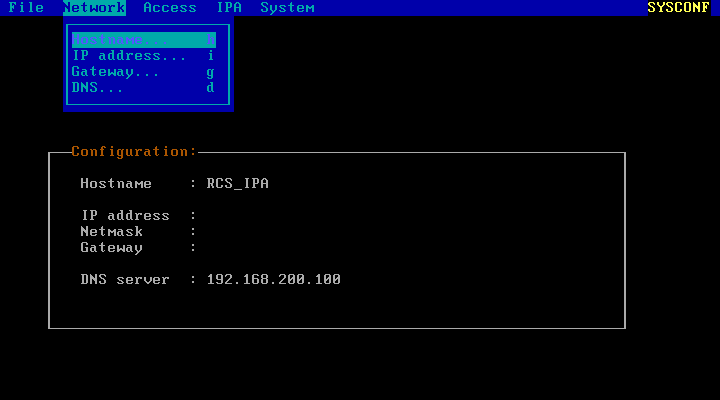 File Network Access IPA System SYSCONF
Hostname... h
IP address... i
Gateway... g
DNS... d
Configuration:
Hostname : RCS_IPA
IP address :
Netmask :
Gateway :
DNS server : 192.168.200.100